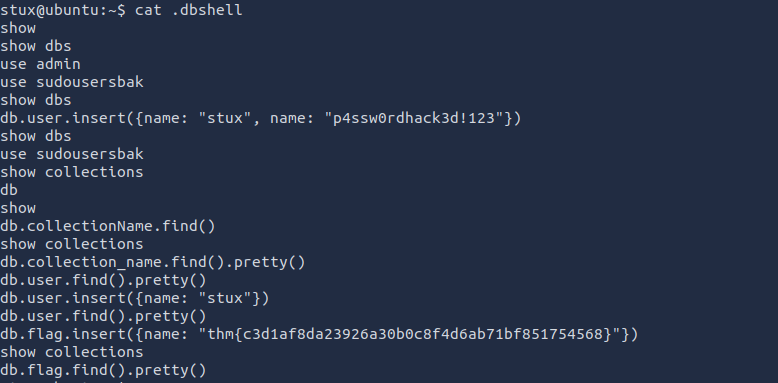 stux@ubuntu:~$ cat .dbshell
show
show dbs
use admin
use sudousersbak
show dbs
db.user.insert({name: "stux", name: "p4ssw0rdhack3d!123"})
show dbs
use sudousersbak
show collections
db
show
db.collectionName.find()
show collections
db.collection_name.find().pretty()
db.user.find().pretty()
db.user.insert({name: "stux"})
db.user.find().pretty()
db.flag.insert({name: "thm{c3d1af8da23926a30b0c8f4d6ab71bf851754568}"})
show collections
db.flag.find().pretty()